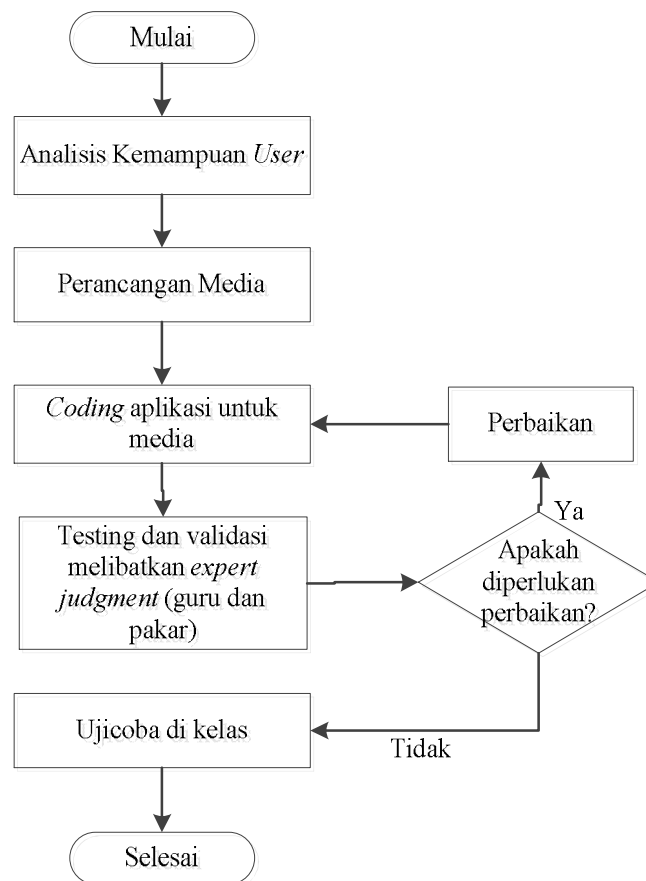 Mulai
Analisis Kemampuan User
Perancangan Media
Coding aplikasi untuk
media
Perbaikan
Testing dan validasi
melibatkan expert
judgment (guru dan
pakar)
Ya
Apakah
diperlukan
perbaikan?
Ujicoba di kelas
Tidak
Selesai